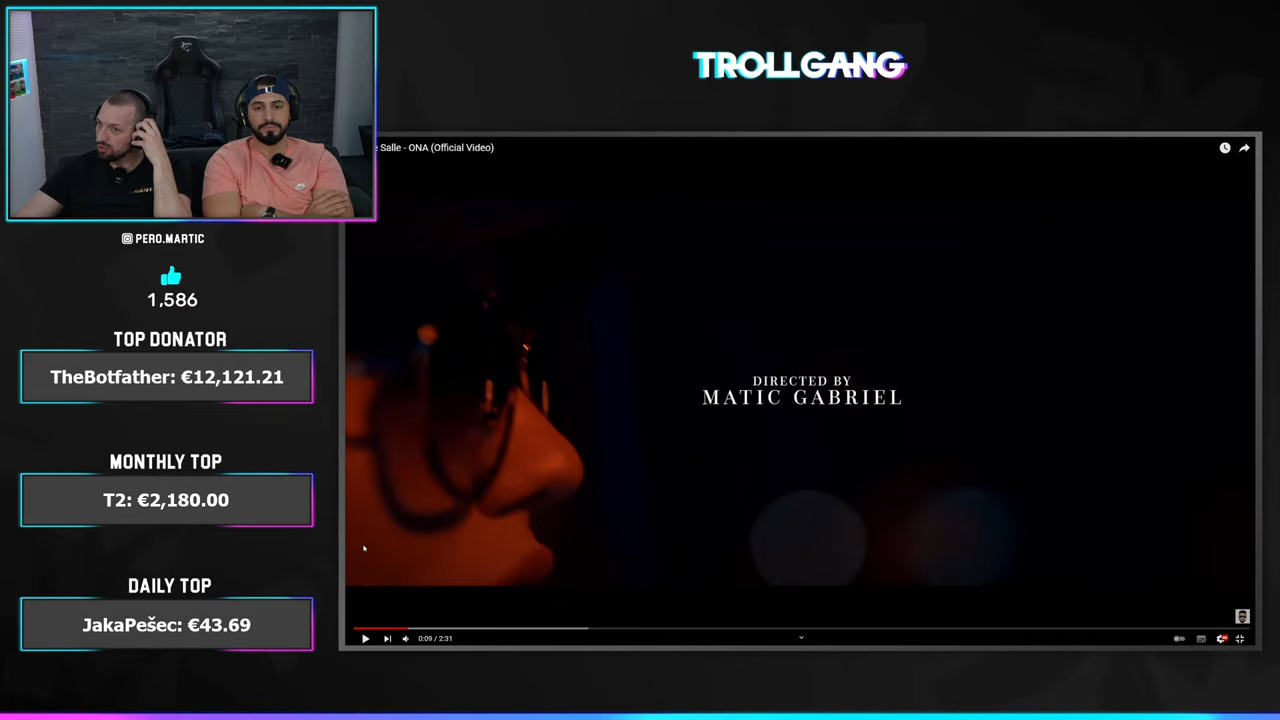 TROLLGANG
Salle - ONA (Official Video)
PERO.MARTIC
1,586
TOP DONATOR
TheBotfather: €12,121.21
DIRECTED BY
MATIC GABRIEL
MONTHLY TOP
T2: €2,180.00
DAILY TOP
JakaPešec: €43.69
0:09 / 2:31